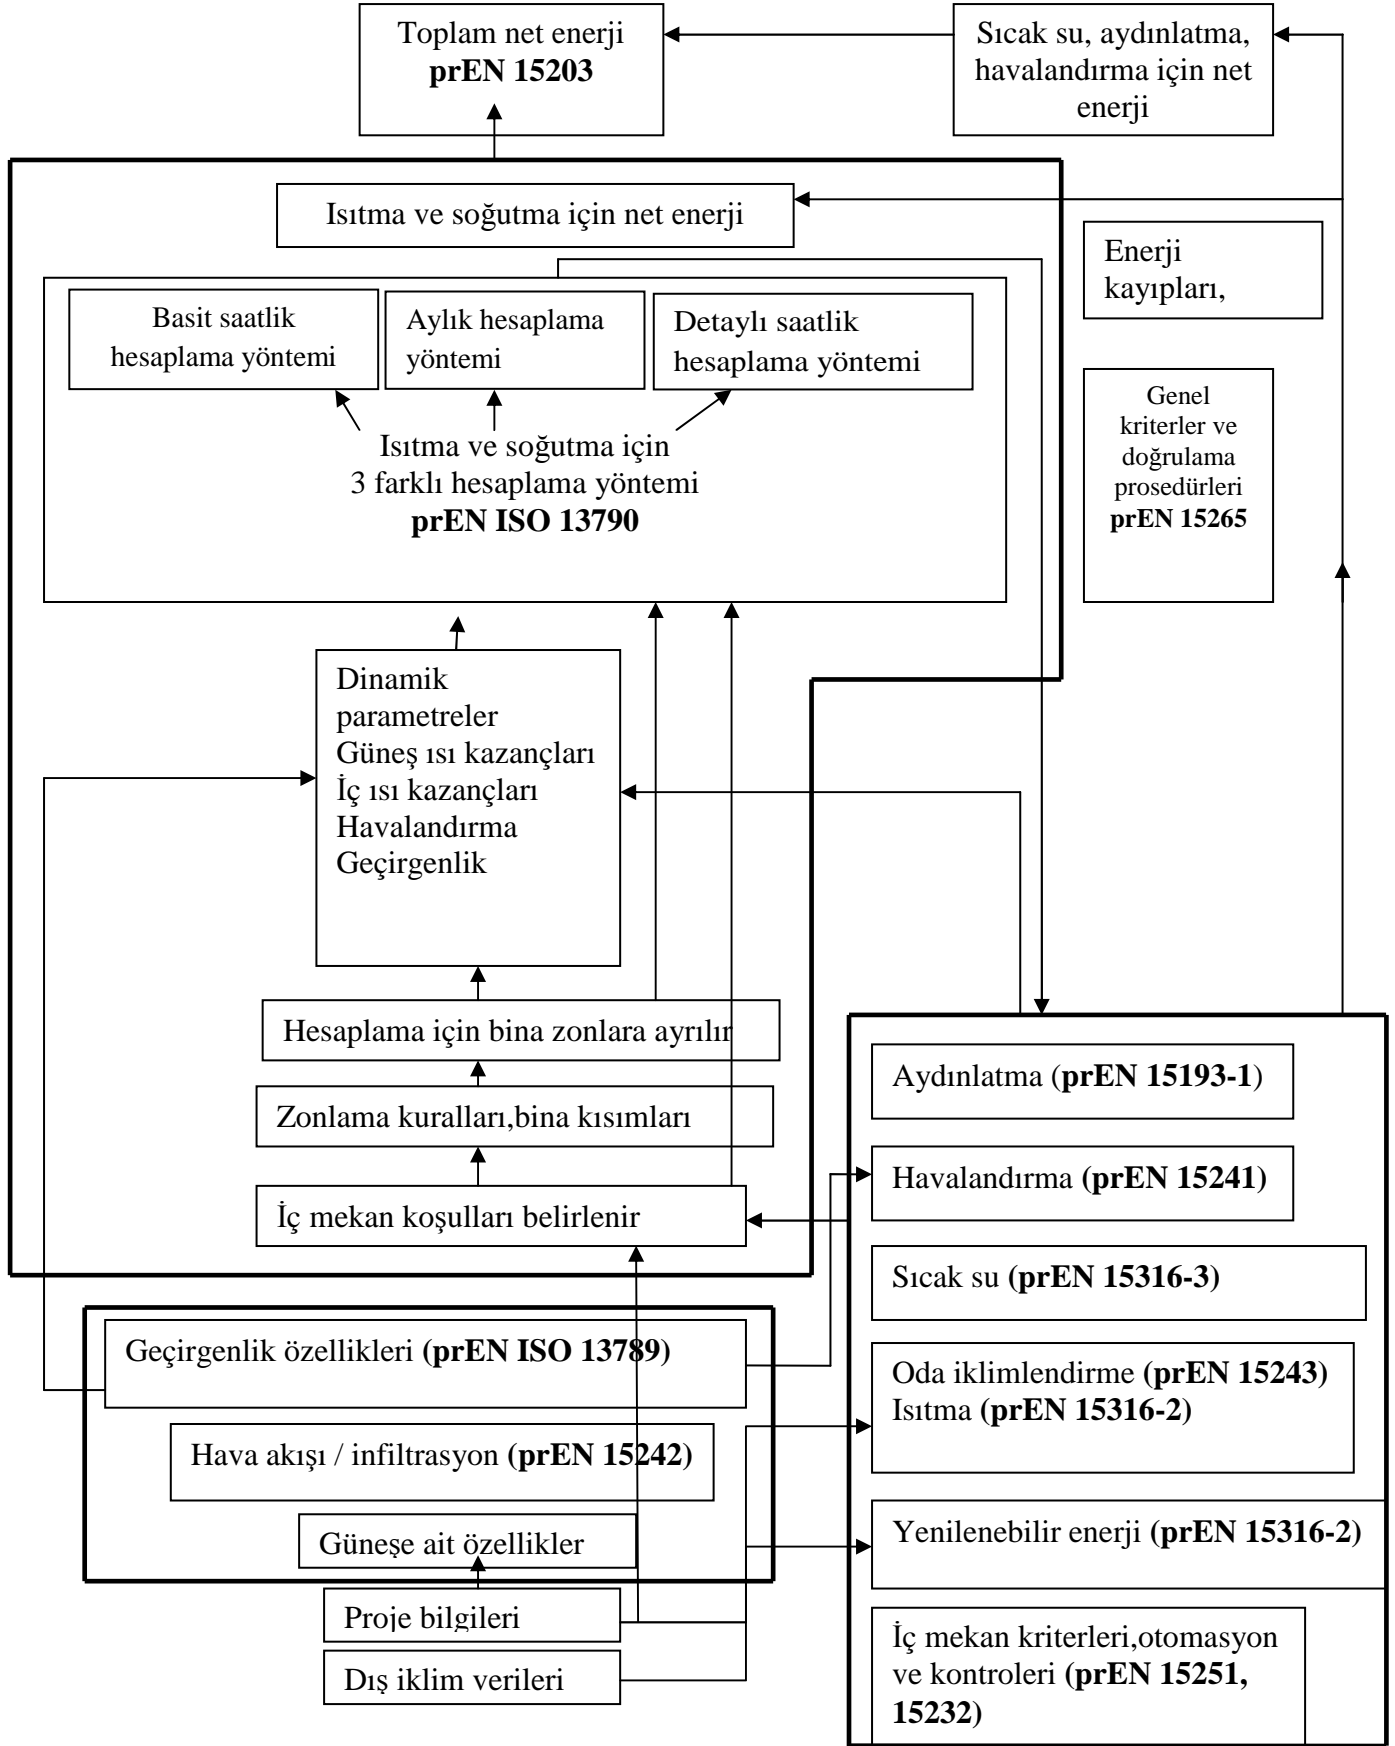 Toplam net enerji
prEN 15203
Sıcak su, aydınlatma,
havalandırma için net
enerji
Isıtma ve soğutma için net enerji
Enerji
kayıpları,
Basit saatlik
hesaplama yöntemi
Aylık hesaplama
yöntemi
Detaylı saatlik
hesaplama yöntemi
Isıtma ve soğutma için
3 farklı hesaplama yöntemi
prEN ISO 13790
Genel
kriterler ve
doğrulama
prosedürleri
prEN 15265
Dinamik
parametreler
Güneş ısı kazançları
İç ısı kazançları
Havalandırma
Geçirgenlik
Hesaplama için bina zonlara ayrılır
Zonlama kuralları,bina kısımları
İç mekan koşulları belirlenir
Aydınlatma (prEN 15193-1)
Havalandırma (prEN 15241)
Sıcak su (prEN 15316-3)
Oda iklimlendirme (prEN 15243)
Isıtma (prEN 15316-2)
Yenilenebilir enerji (prEN 15316-2)
İç mekan kriterleri,otomasyon
ve kontroleri (prEN 15251,
15232)
Geçirgenlik özellikleri (prEN ISO 13789)
Hava akışı / infiltrasyon (prEN 15242)
Güneşe ait özellikler
Proje bilgileri
Dış iklim verileri